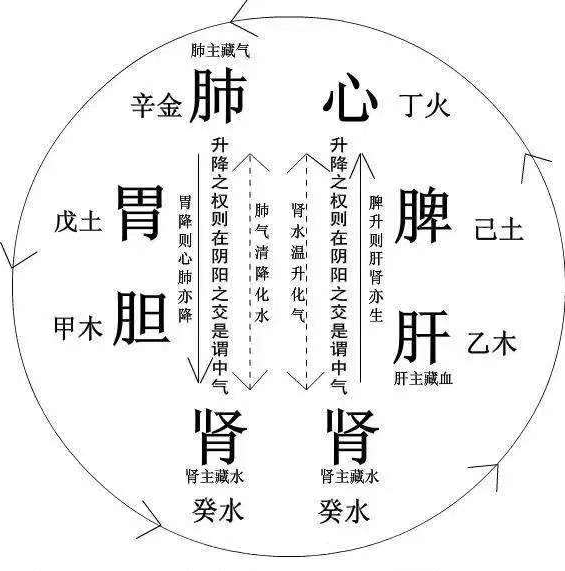 肺主藏气
辛金
肺
心
丁火
戊土
胃
脾
己土
甲木
胆
肝
乙木
肝主藏血
胃降则心肺亦降
升降之权则在阴阳之交是谓中气
肺气清降化水
肾水温升化气
升降之权则在阴阳之交是谓中气
脾升则肝肾亦生
肾
肾
肾主藏水
肾主藏水
癸水
癸水